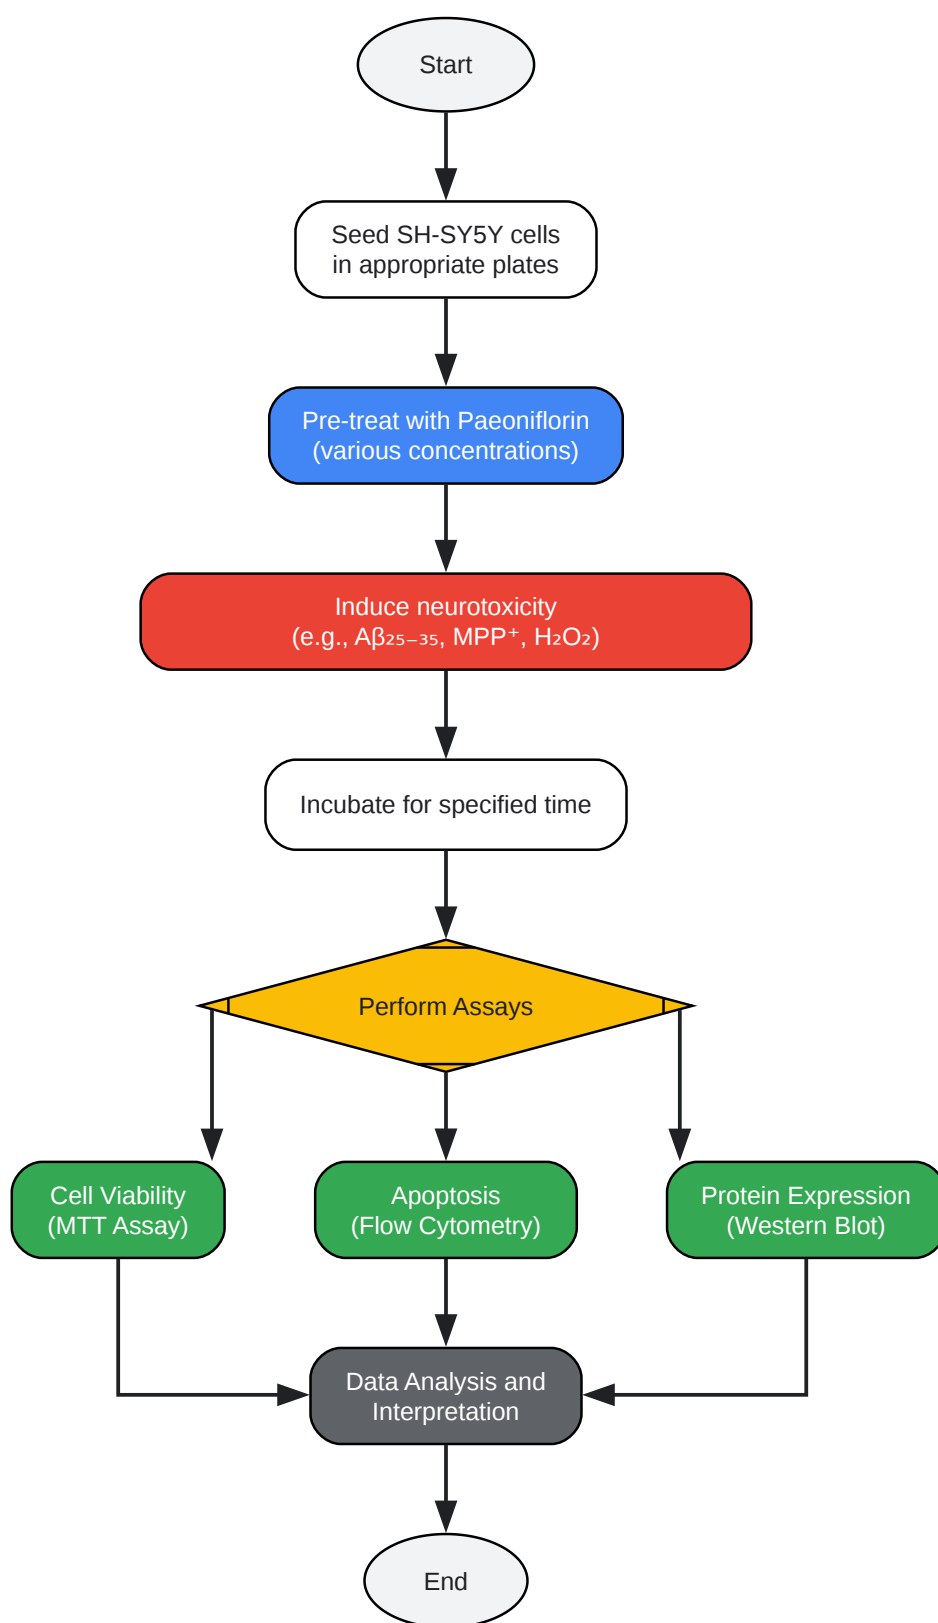 Start
Seed SH-SY5Y cells
in appropriate plates
Pre-treat with Paeoniflorin
(various concentrations)
Induce neurotoxicity
(e.g., Aβ₂₅₋₃₅, MPP⁺, H₂O₂)
Incubate for specified time
Perform Assays
Cell Viability
(MTT Assay)
Apoptosis
(Flow Cytometry)
Protein Expression
(Western Blot)
Data Analysis and
Interpretation
End